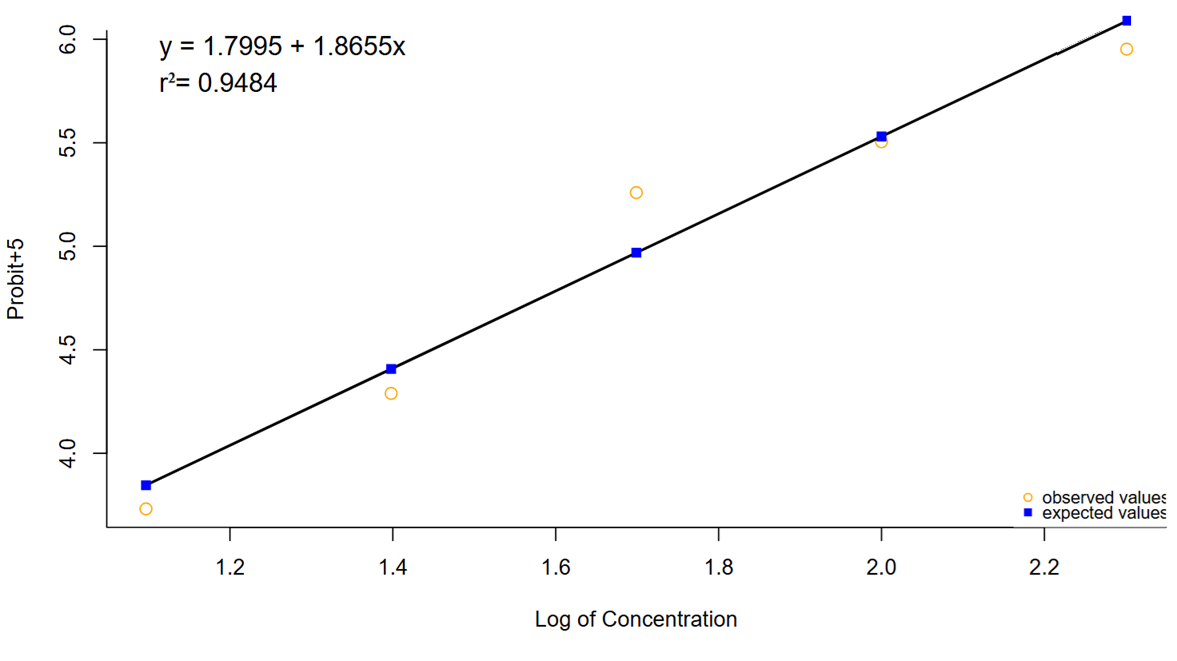 y = 1.7995 + 1.8655x
r²= 0.9484
6.0
5.5
5.0
4.5
4.0
Probit+5
observed values
expected values
1.2 1.4 1.6 1.8 2.0 2.2
Log of Concentration